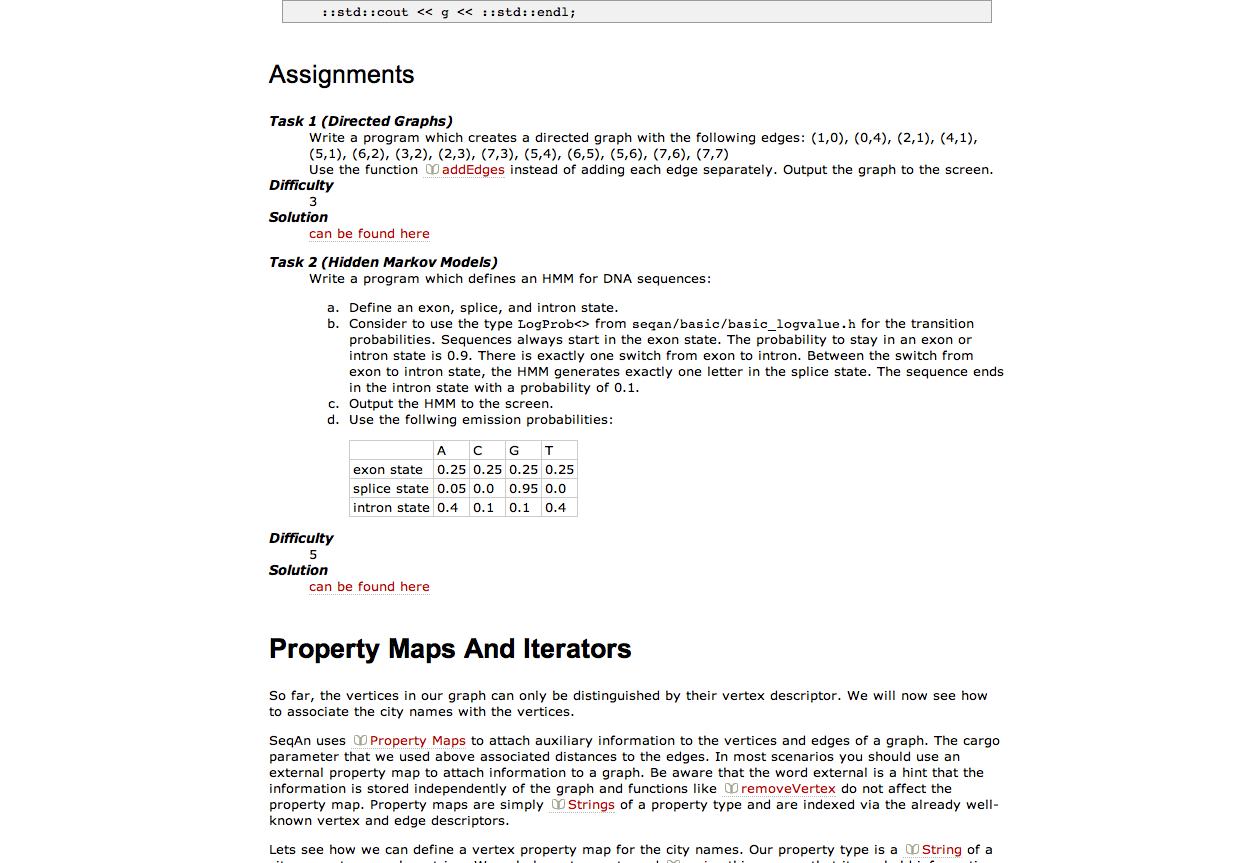 ::std::cout << g << ::std::endl;
Assignments
Task 1 (Directed Graphs)
Write a program which creates a directed graph with the following edges: (1,0), (0,4), (2,1), (4,1),
(5,1), (6,2), (3,2), (2,3), (7,3), (5,4), (6,5), (5,6), (7,6), (7,7)
Use the function addEdges instead of adding each edge separately. Output the graph to the screen.
Difficulty
3
Solution
can be found here
Task 2 (Hidden Markov Models)
Write a program which defines an HMM for DNA sequences:
a. Define an exon, splice, and intron state.
b. Consider to use the type LogProb<> from seqan/basic/basic_logvalue.h for the transition
probabilities. Sequences always start in the exon state. The probability to stay in an exon or
intron state is 0.9. There is exactly one switch from exon to intron. Between the switch from
exon to intron state, the HMM generates exactly one letter in the splice state. The sequence ends
in the intron state with a probability of 0.1.
c. Output the HMM to the screen.
d. Use the follwing emission probabilities:
A C G T
exon state 0.25 0.25 0.25 0.25
splice state 0.05 0.0 0.95 0.0
intron state 0.4 0.1 0.1 0.4
Difficulty
5
Solution
can be found here
Property Maps And Iterators
So far, the vertices in our graph can only be distinguished by their vertex descriptor. We will now see how
to associate the city names with the vertices.
SeqAn uses Property Maps to attach auxiliary information to the vertices and edges of a graph. The cargo
parameter that we used above associated distances to the edges. In most scenarios you should use an
external property map to attach information to a graph. Be aware that the word external is a hint that the
information is stored independently of the graph and functions like removeVertex do not affect the
property map. Property maps are simply Strings of a property type and are indexed via the already well-
known vertex and edge descriptors.
Lets see how we can define a vertex property map for the city names. Our property type is a String of a